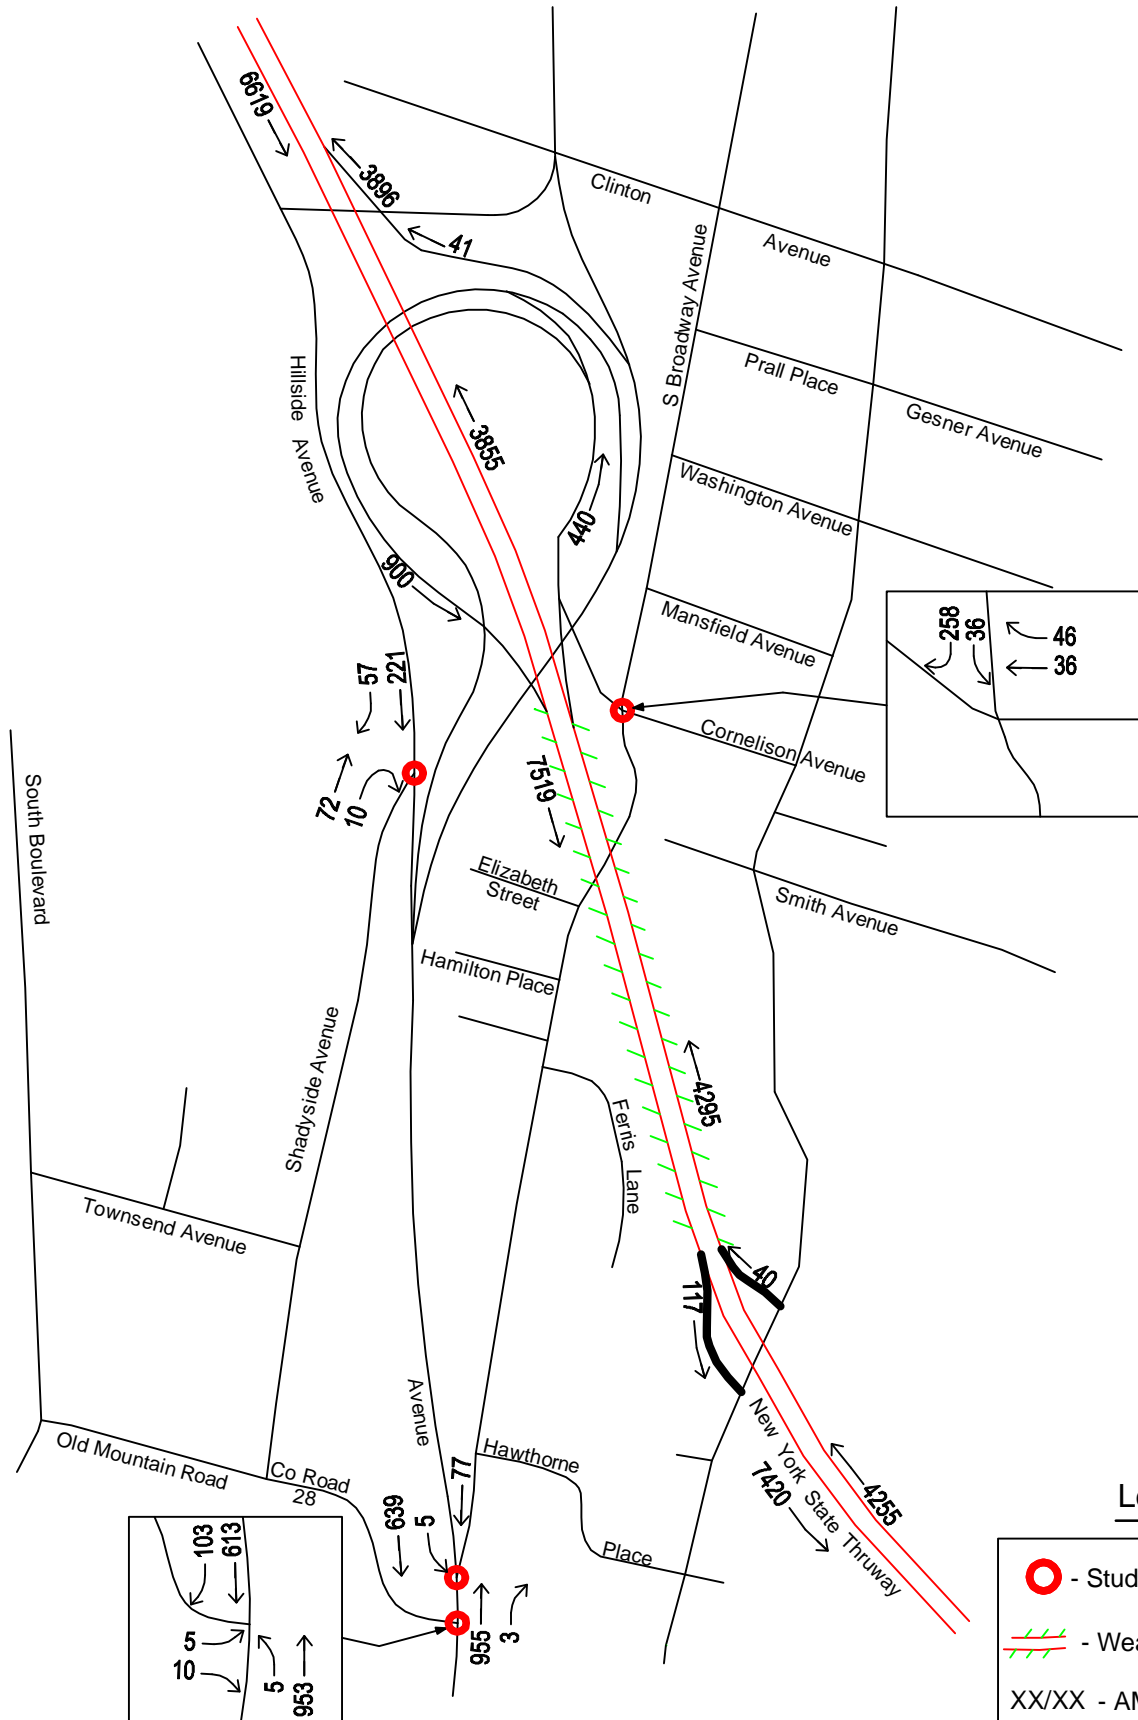 6619
3896
Clinton
Avenue
41
S Broadway Avenue
Prall Place
Gesner Avenue
Hillside Avenue
3855
Washington Avenue
440
900
Mansfield Avenue
258
36
46
36
57
221
Cornelison Avenue
72
10
7519
South Boulevard
Elizabeth
Street
Smith Avenue
Hamilton Place
Shadyside Avenue
4295
Ferris Lane
Townsend Avenue
40
117
Avenue
New York State Thruway
Old Mountain Road
Co Road
28
Hawthorne
77
7420
4255
639
5
Place
103
613
5
10
5
953
955
3
- Stud
- Wea
XX/XX - AM